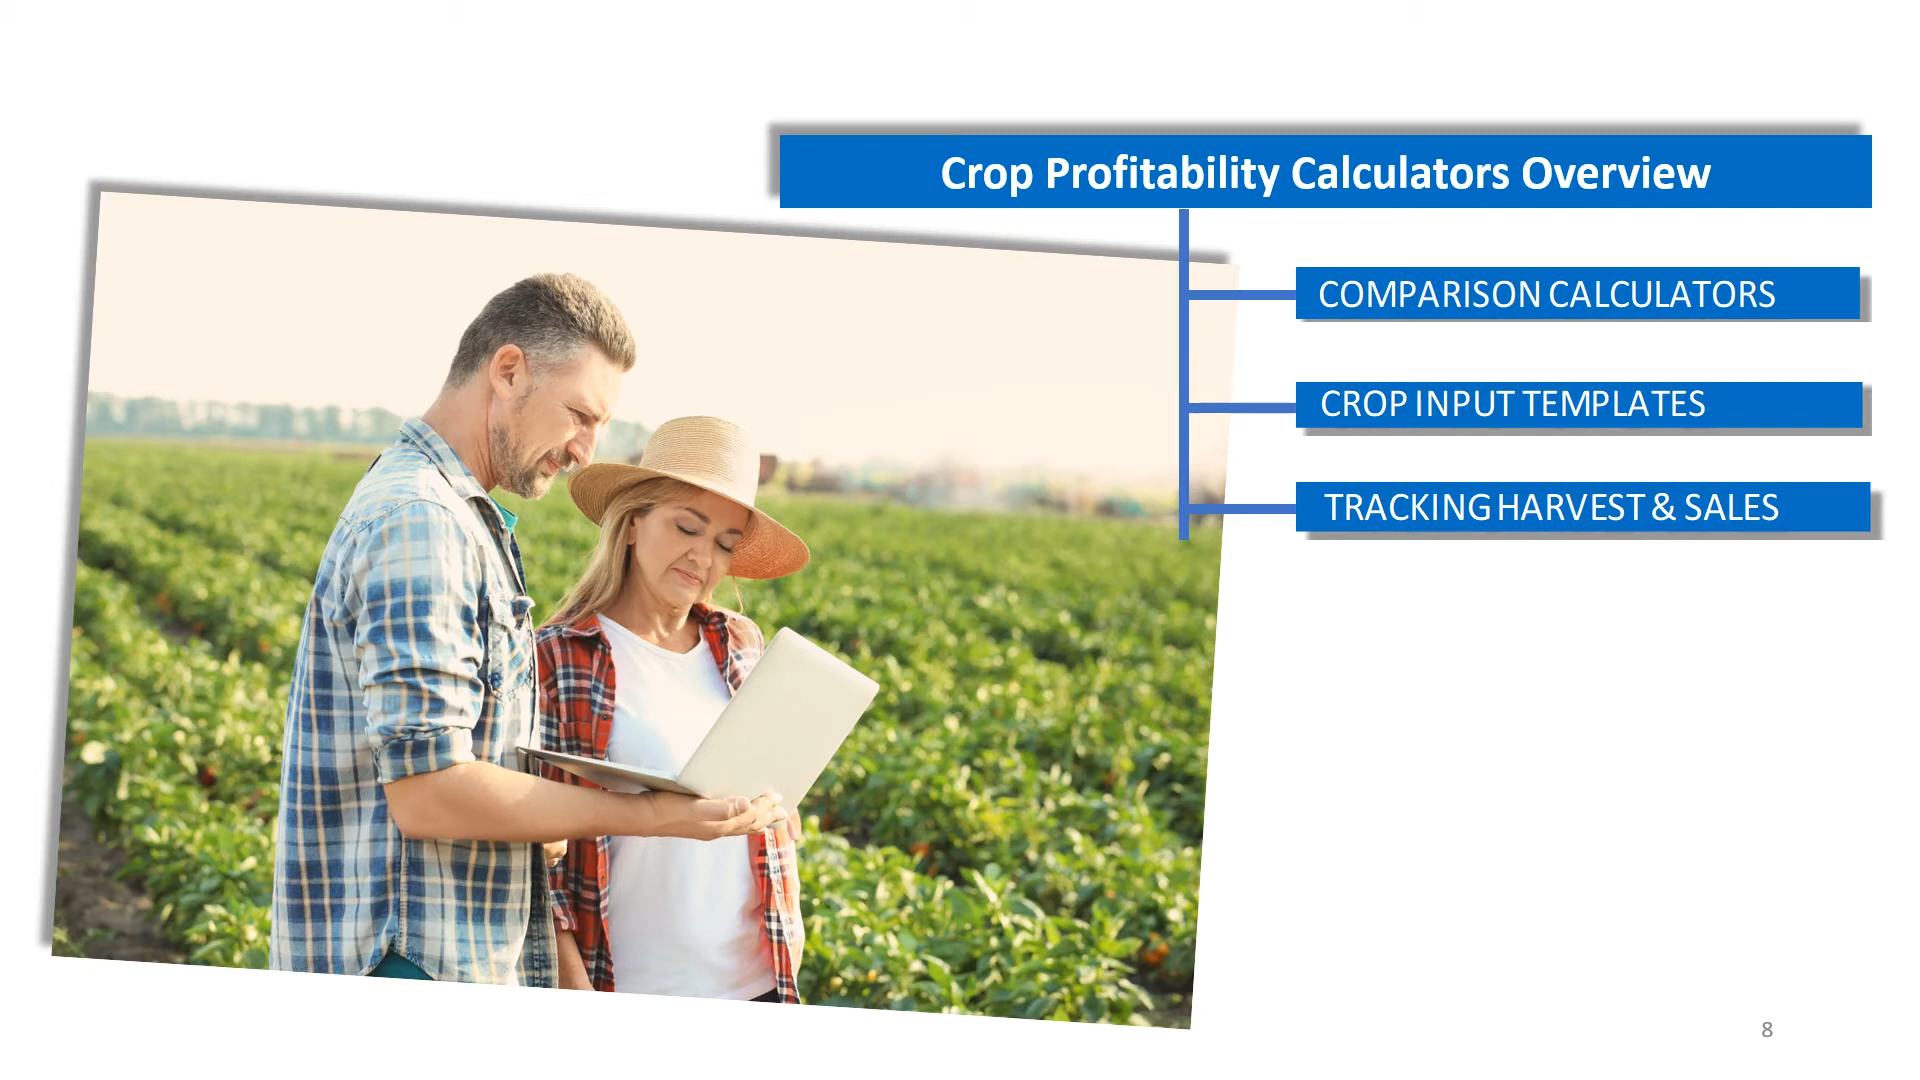 Crop Profitability Calculators Overview
COMPARISON CALCULATORS
CROP INPUT TEMPLATES
TRACKING HARVEST & SALES
8